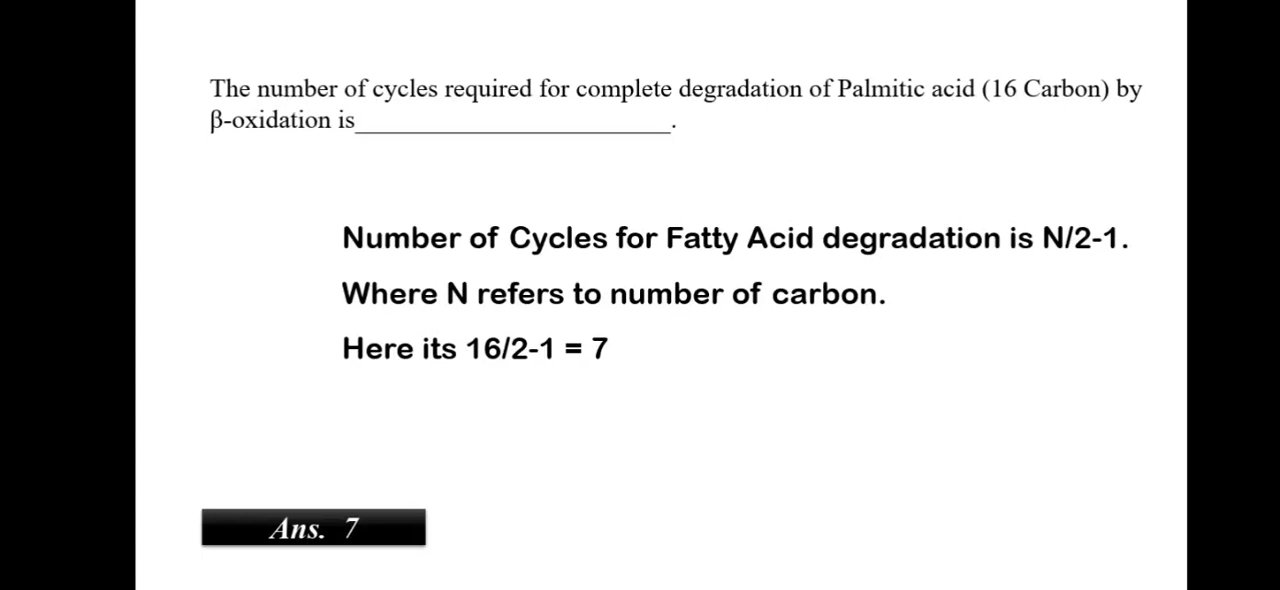 The number of cycles required for complete degradation of Palmitic acid (16 Carbon) by
β-oxidation is_________________________.
Number of Cycles for Fatty Acid degradation is N/2-1.
Where N refers to number of carbon.
Here its 16/2-1 = 7
Ans. 7